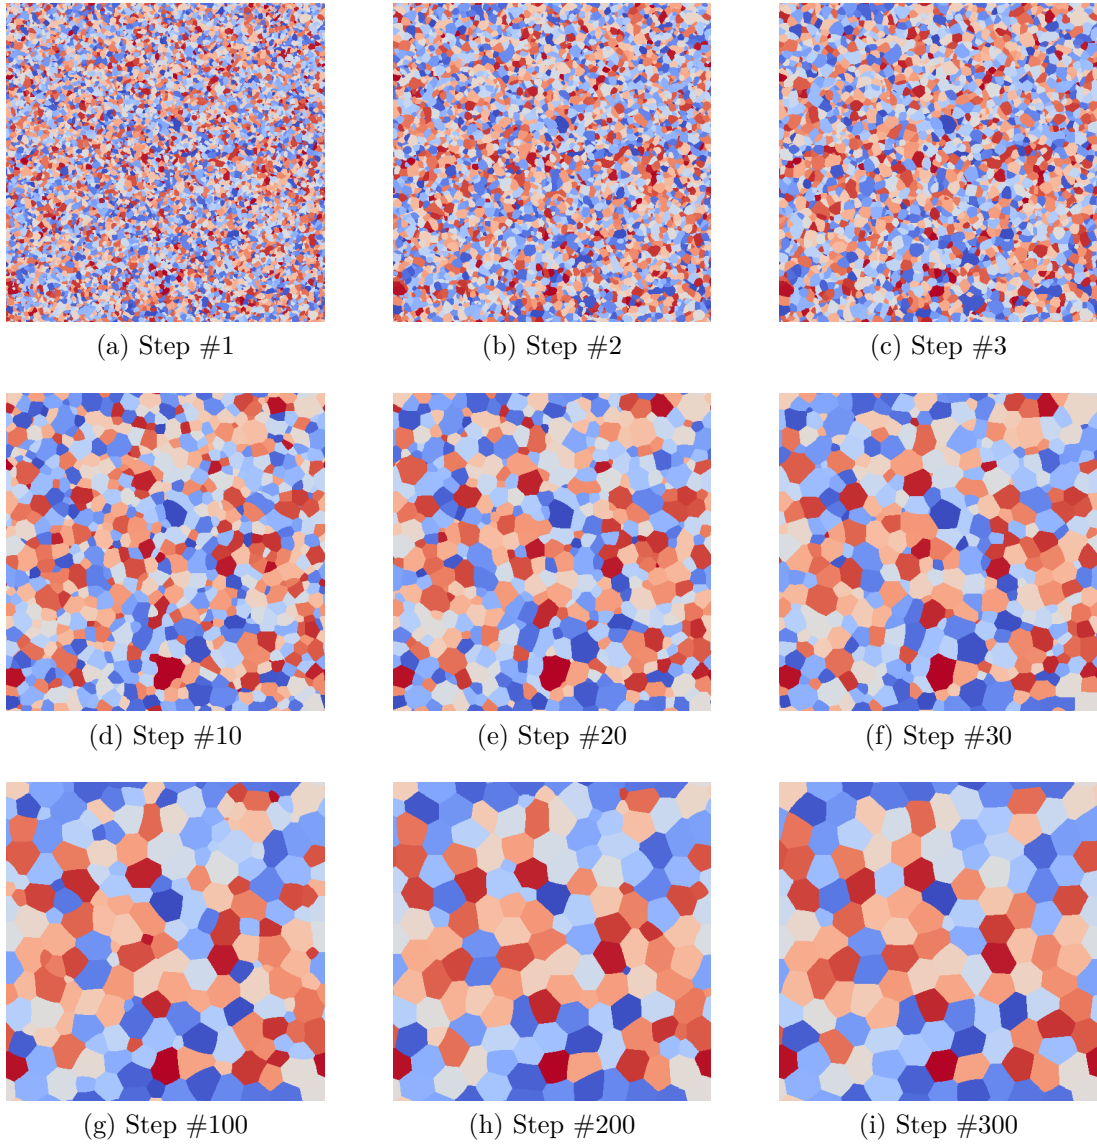 (a) Step #1
(b) Step #2
(c) Step #3
(d) Step #10
(e) Step #20
(f) Step #30
(g) Step #100
(h) Step #200
(i) Step #300